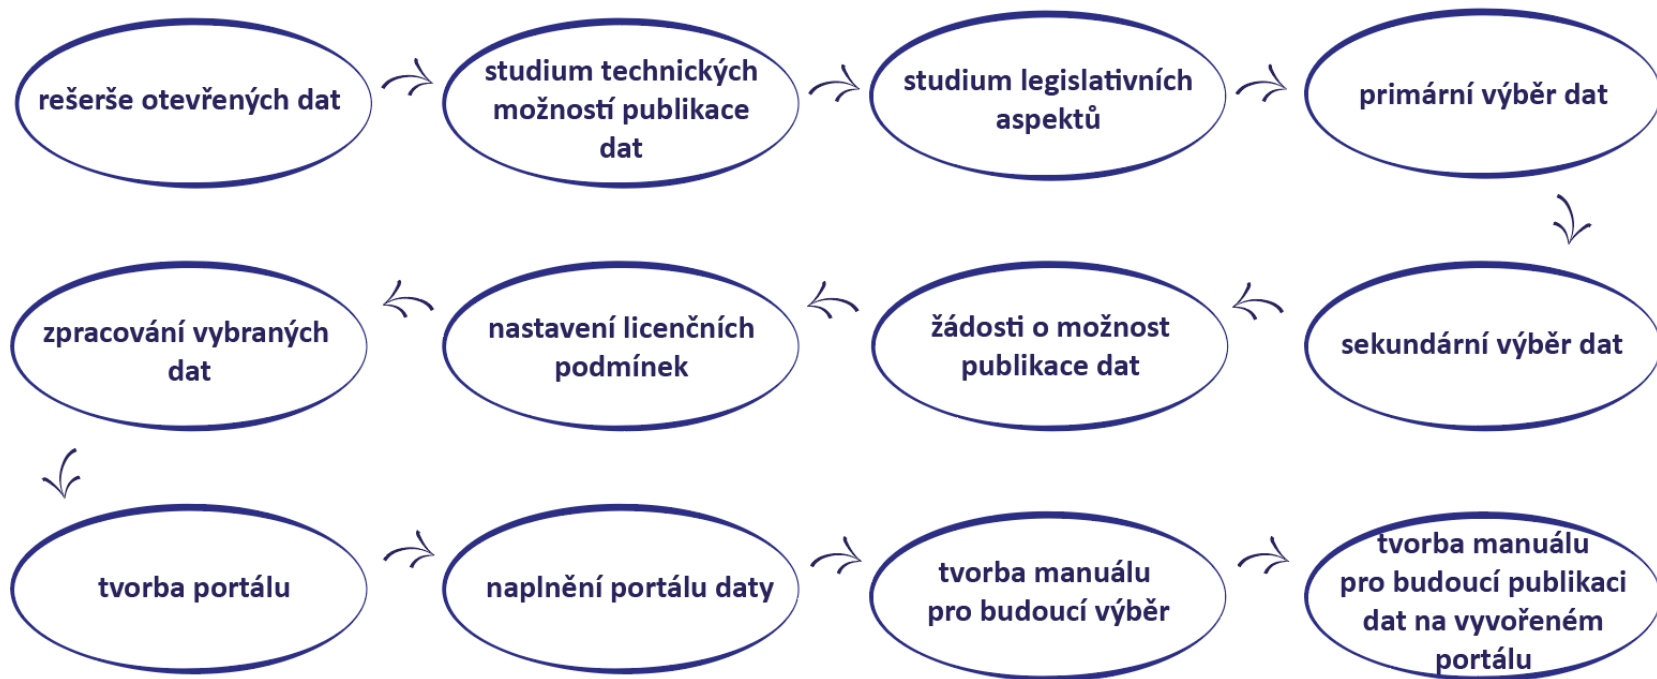 rešerše otevřených dat
studium technických
možností publikace
dat
studium legislativních
aspektů
primární výběr dat
sekundární výběr dat
žádosti o možnost
publikace dat
nastavení licenčních
podmínek
zpracování vybraných
dat
tvorba portálu
naplnění portálu daty
tvorba manuálu
pro budoucí výběr
tvorba manuálu
pro budoucí publikaci
dat na vyvořeném
portálu